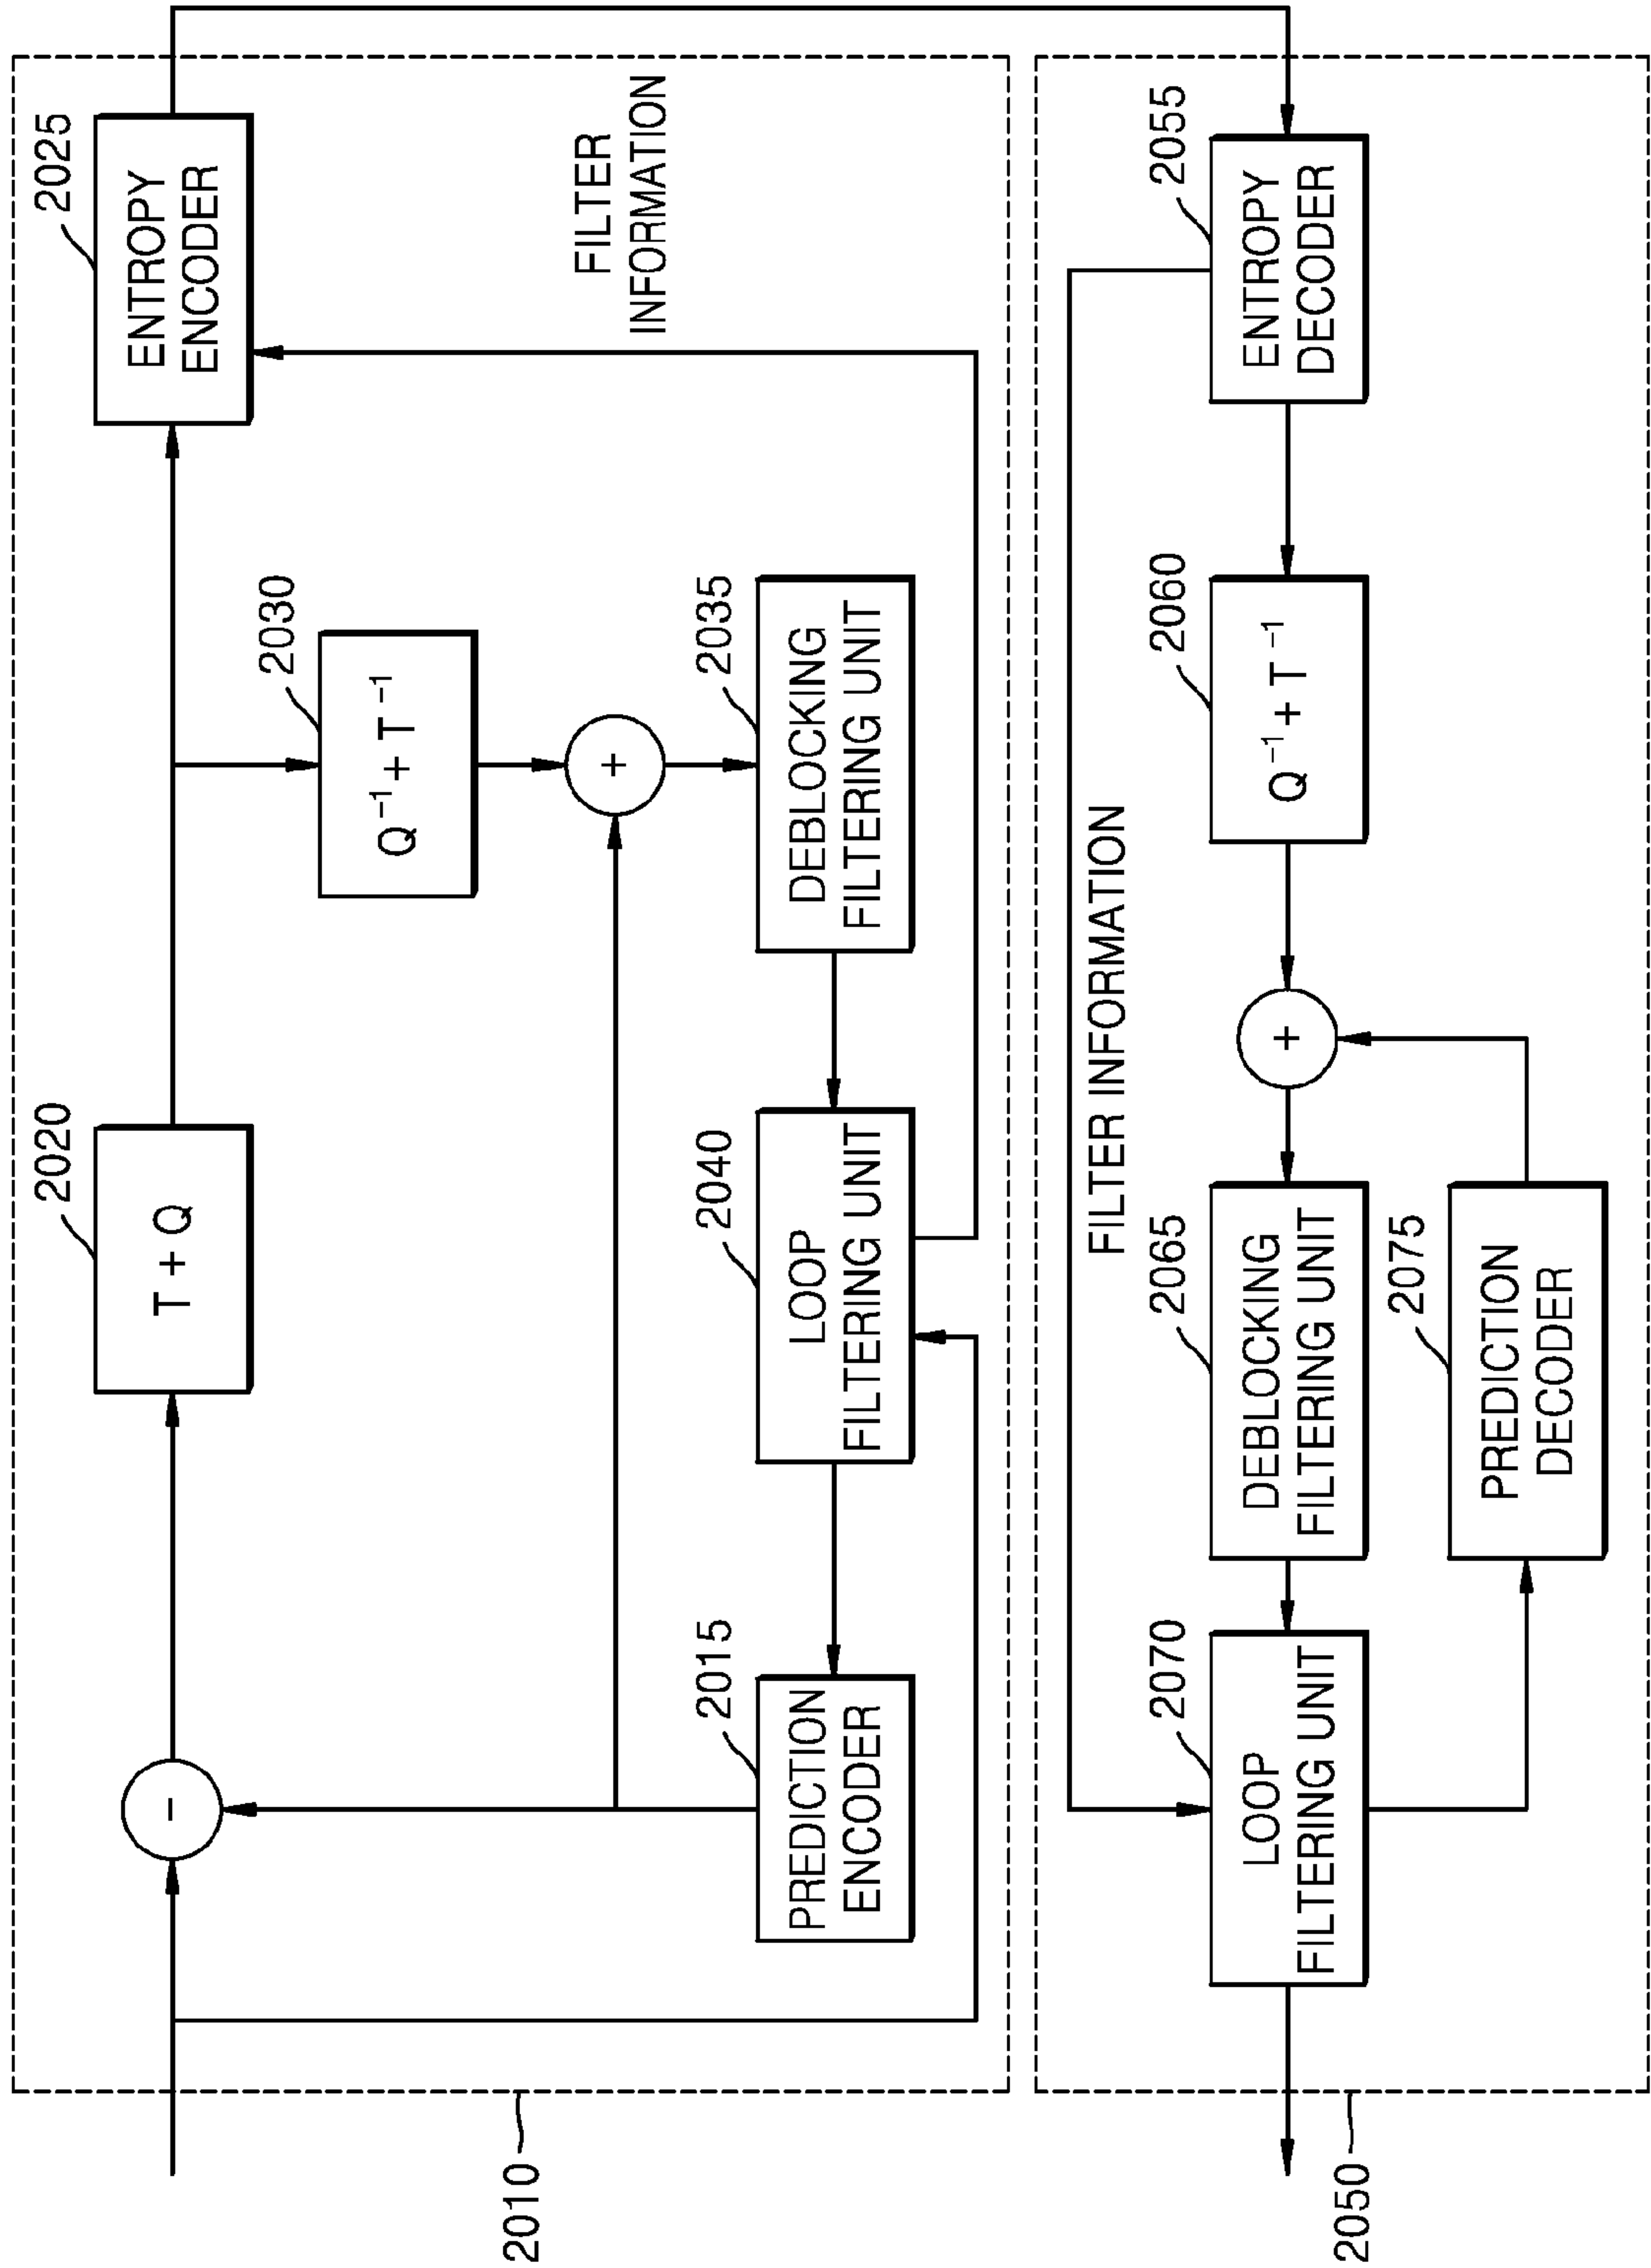 2010
2020
T + Q
2025
ENTROPY
ENCODER
-
2030
Q⁻¹ + T⁻¹
+
2015
PREDICTION
ENCODER
2040
LOOP
FILTERING UNIT
2035
DEBLOCKING
FILTERING UNIT
FILTER
INFORMATION
2050
FILTER INFORMATION
2070
LOOP
FILTERING UNIT
2065
DEBLOCKING
FILTERING UNIT
+
2060
Q⁻¹ + T⁻¹
2055
ENTROPY
DECODER
2075
PREDICTION
DECODER